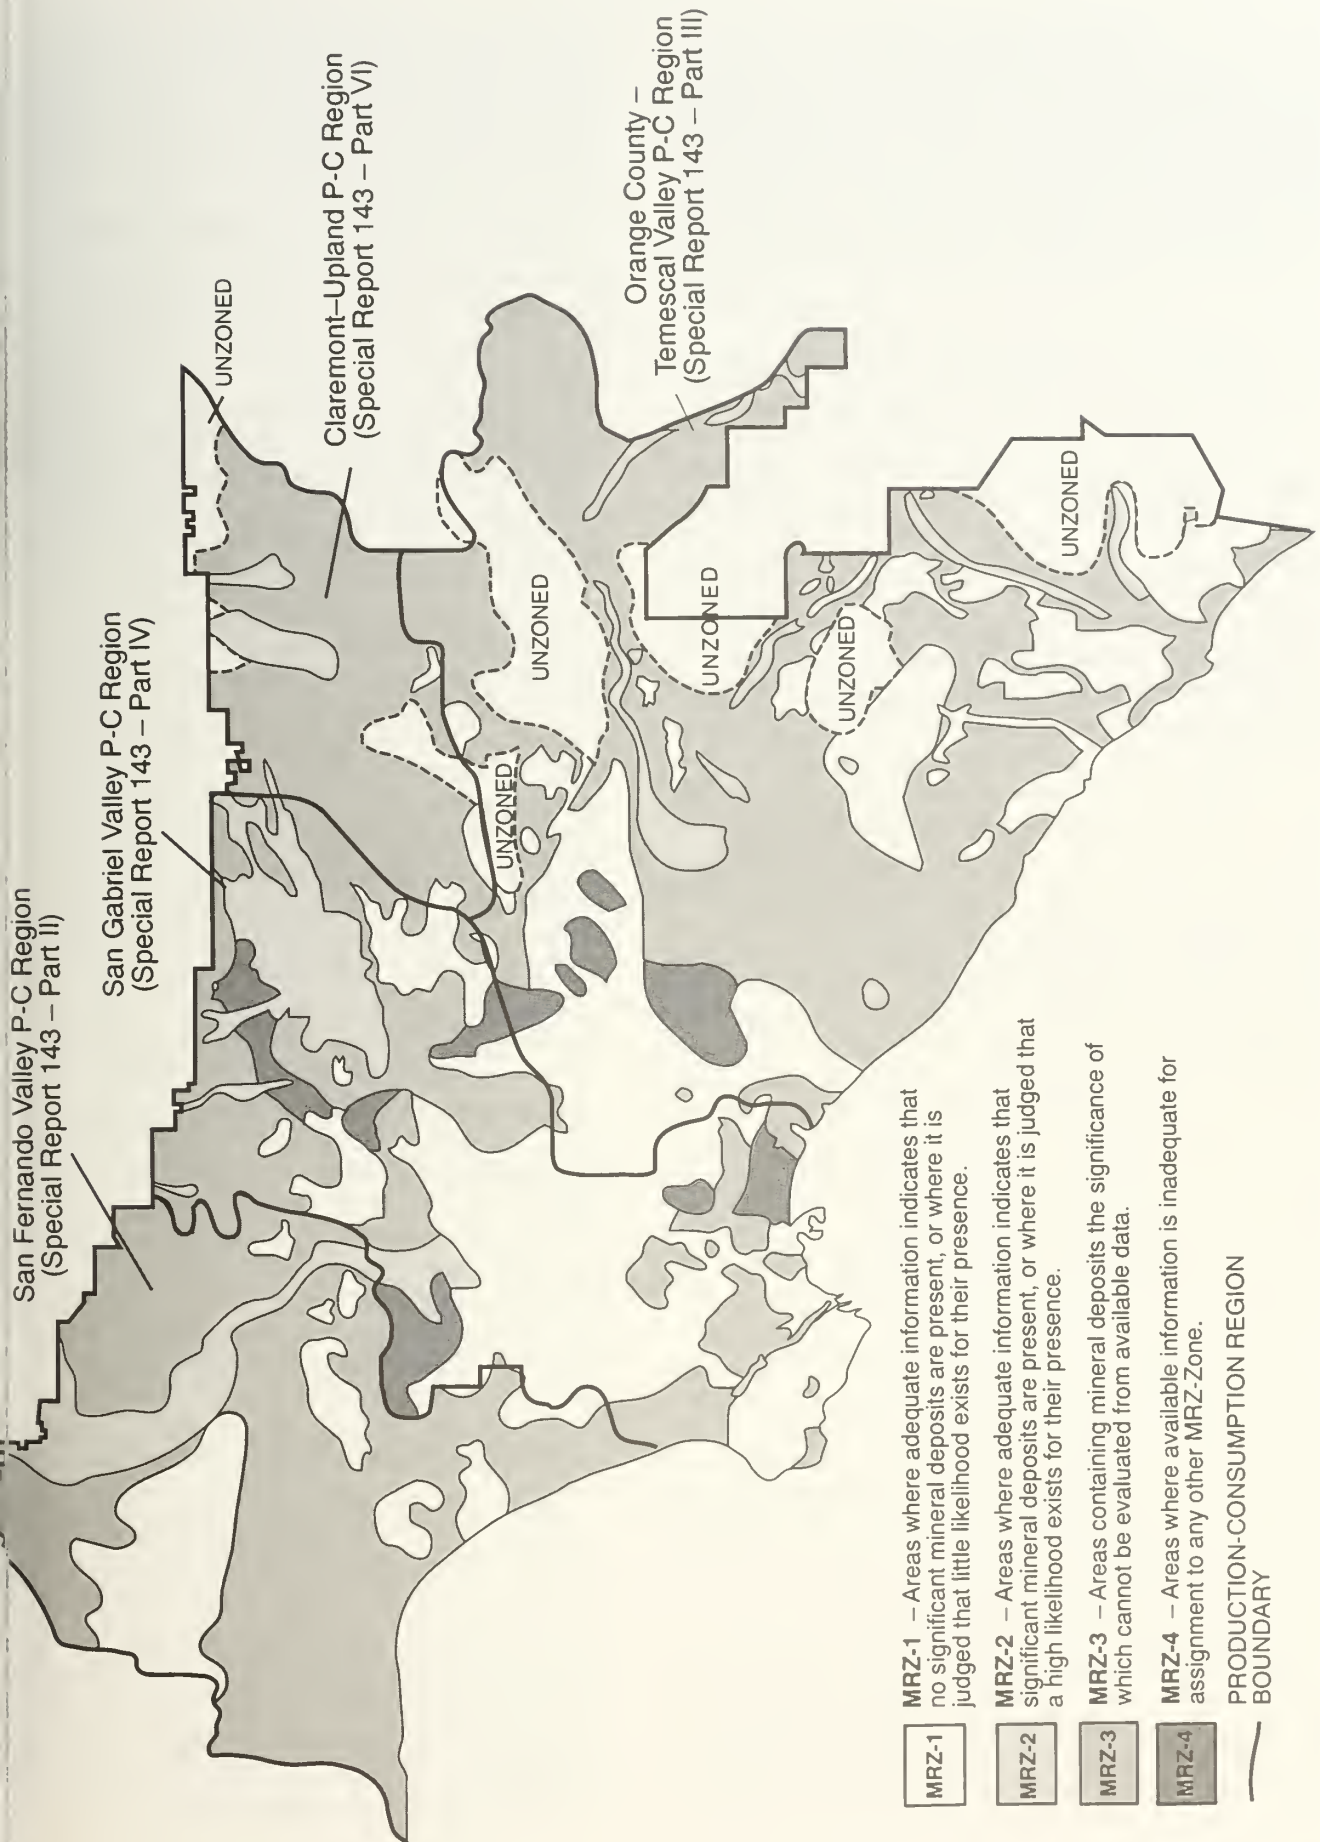 San Fernando Valley P-C Region
(Special Report 143 – Part II)
San Gabriel Valley P-C Region
(Special Report 143 – Part IV)
UNZONED
Claremont–Upland P-C Region
(Special Report 143 – Part VI)
Orange County –
Temescal Valley P-C Region
(Special Report 143 – Part III)
UNZONED
UNZONED
UNZONED
UNZONED
UNZONED
MRZ-1
MRZ-1 – Areas where adequate information indicates that
no significant mineral deposits are present, or where it is
judged that little likelihood exists for their presence.
MRZ-2
MRZ-2 – Areas where adequate information indicates that
significant mineral deposits are present, or where it is judged that
a high likelihood exists for their presence.
MRZ-3
MRZ-3 – Areas containing mineral deposits the significance of
which cannot be evaluated from available data.
MRZ-4
MRZ-4 – Areas where available information is inadequate for
assignment to any other MRZ-Zone.
PRODUCTION-CONSUMPTION REGION
BOUNDARY